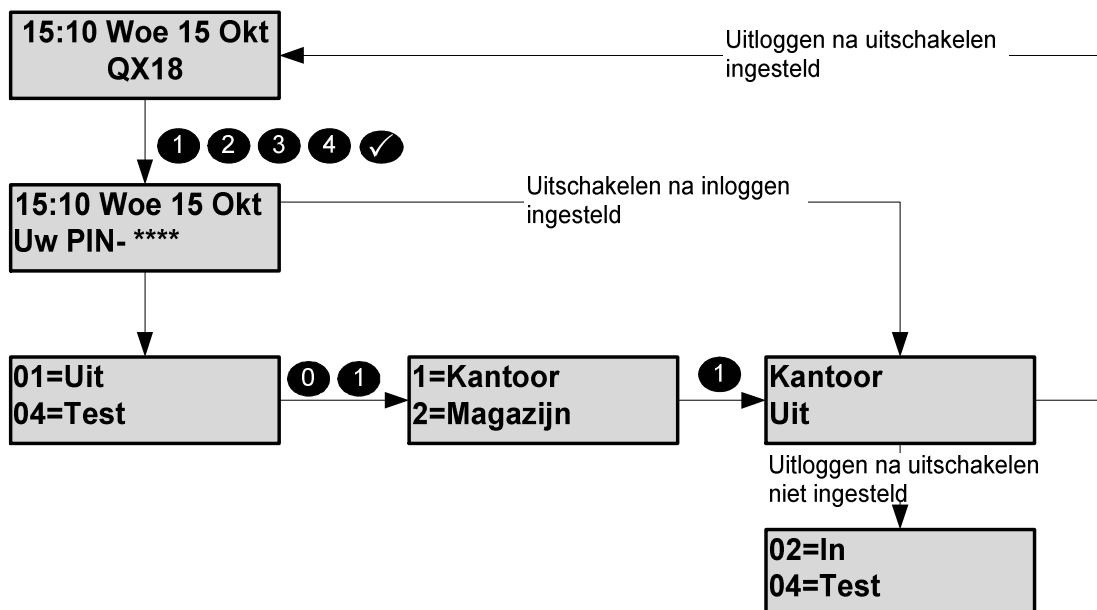 15:10 Woe 15 Okt
QX18
Uitloggen na uitschakelen
ingesteld
1 2 3 4 ✓
15:10 Woe 15 Okt
Uw PIN- ****
Uitschakelen na inloggen
ingesteld
01=Uit
04=Test
0 1
1=Kantoor
2=Magazijn
1
Kantoor
Uit
Uitloggen na uitschakelen
niet ingesteld
02=In
04=Test